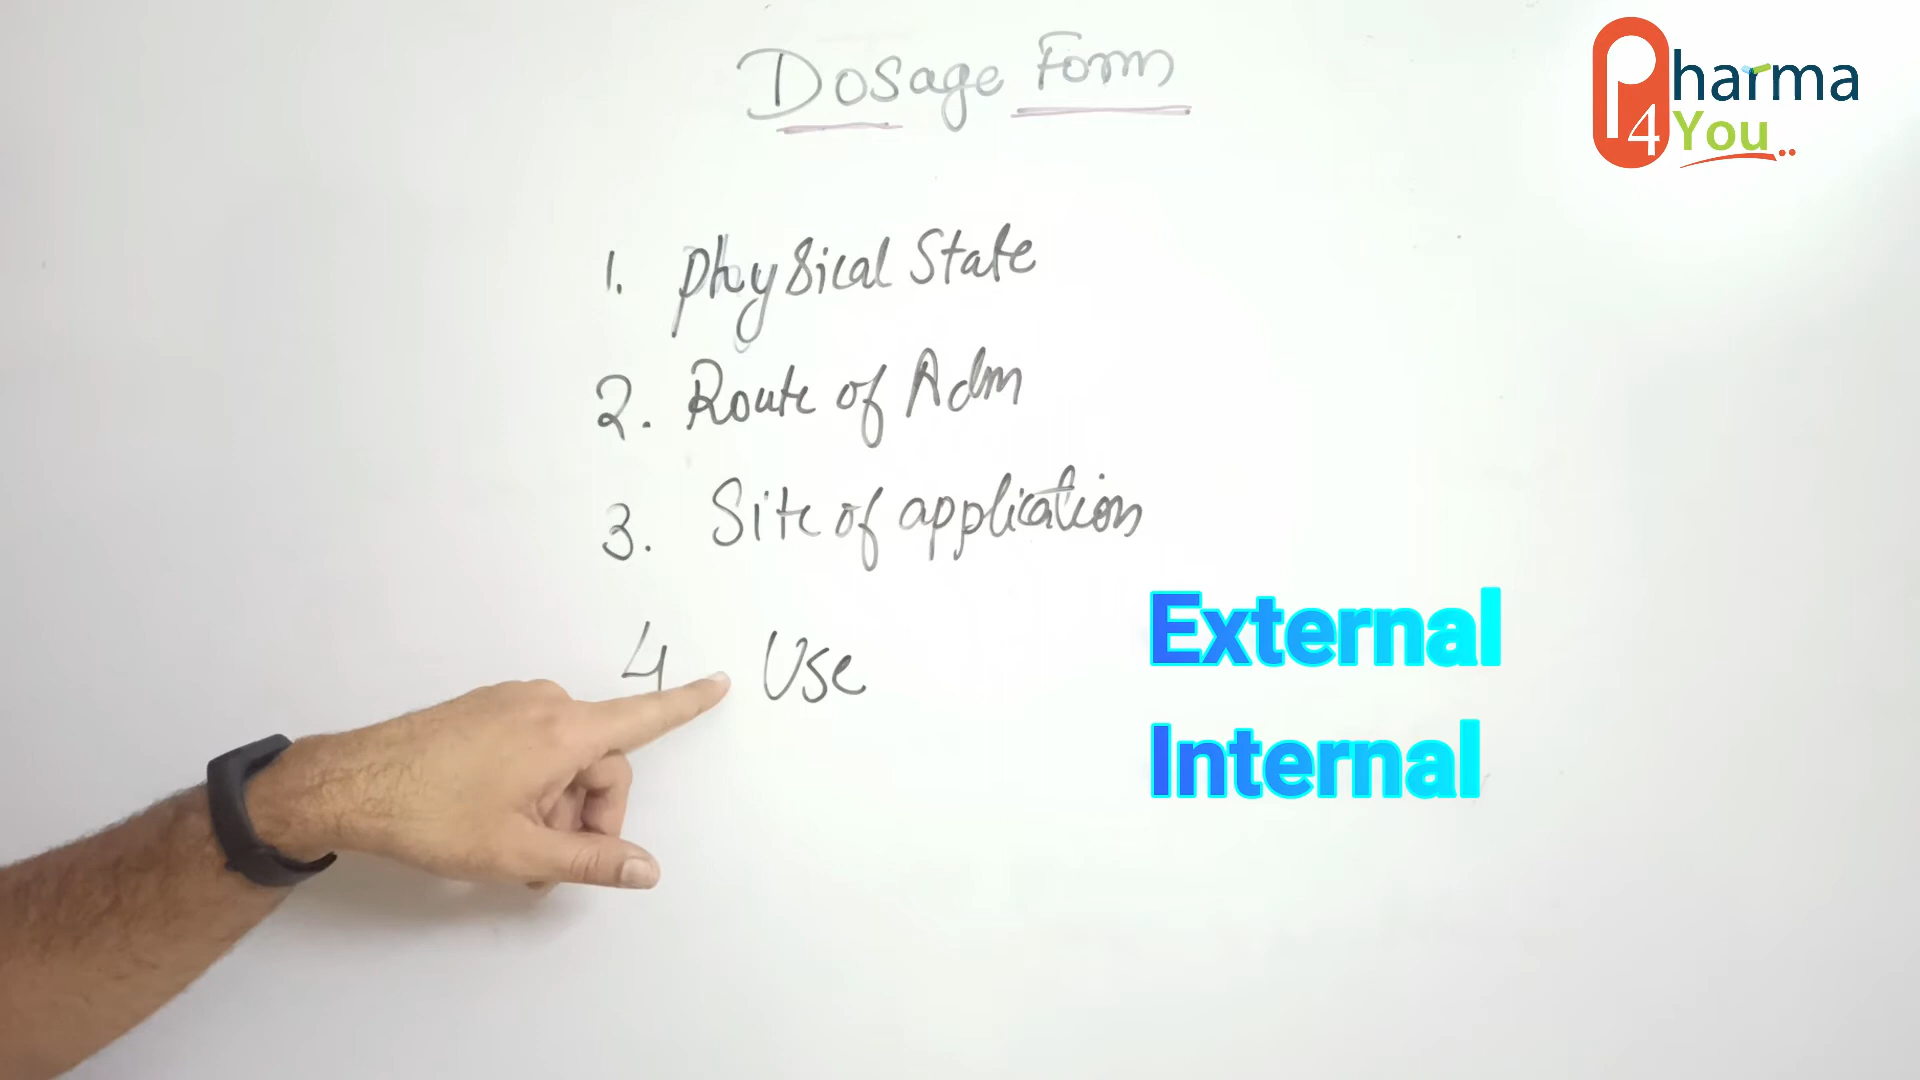 Dosage Form
Pharma
4 You..
1. Physical State
2. Route of Adm
3. Site of application
4 Use
External
Internal